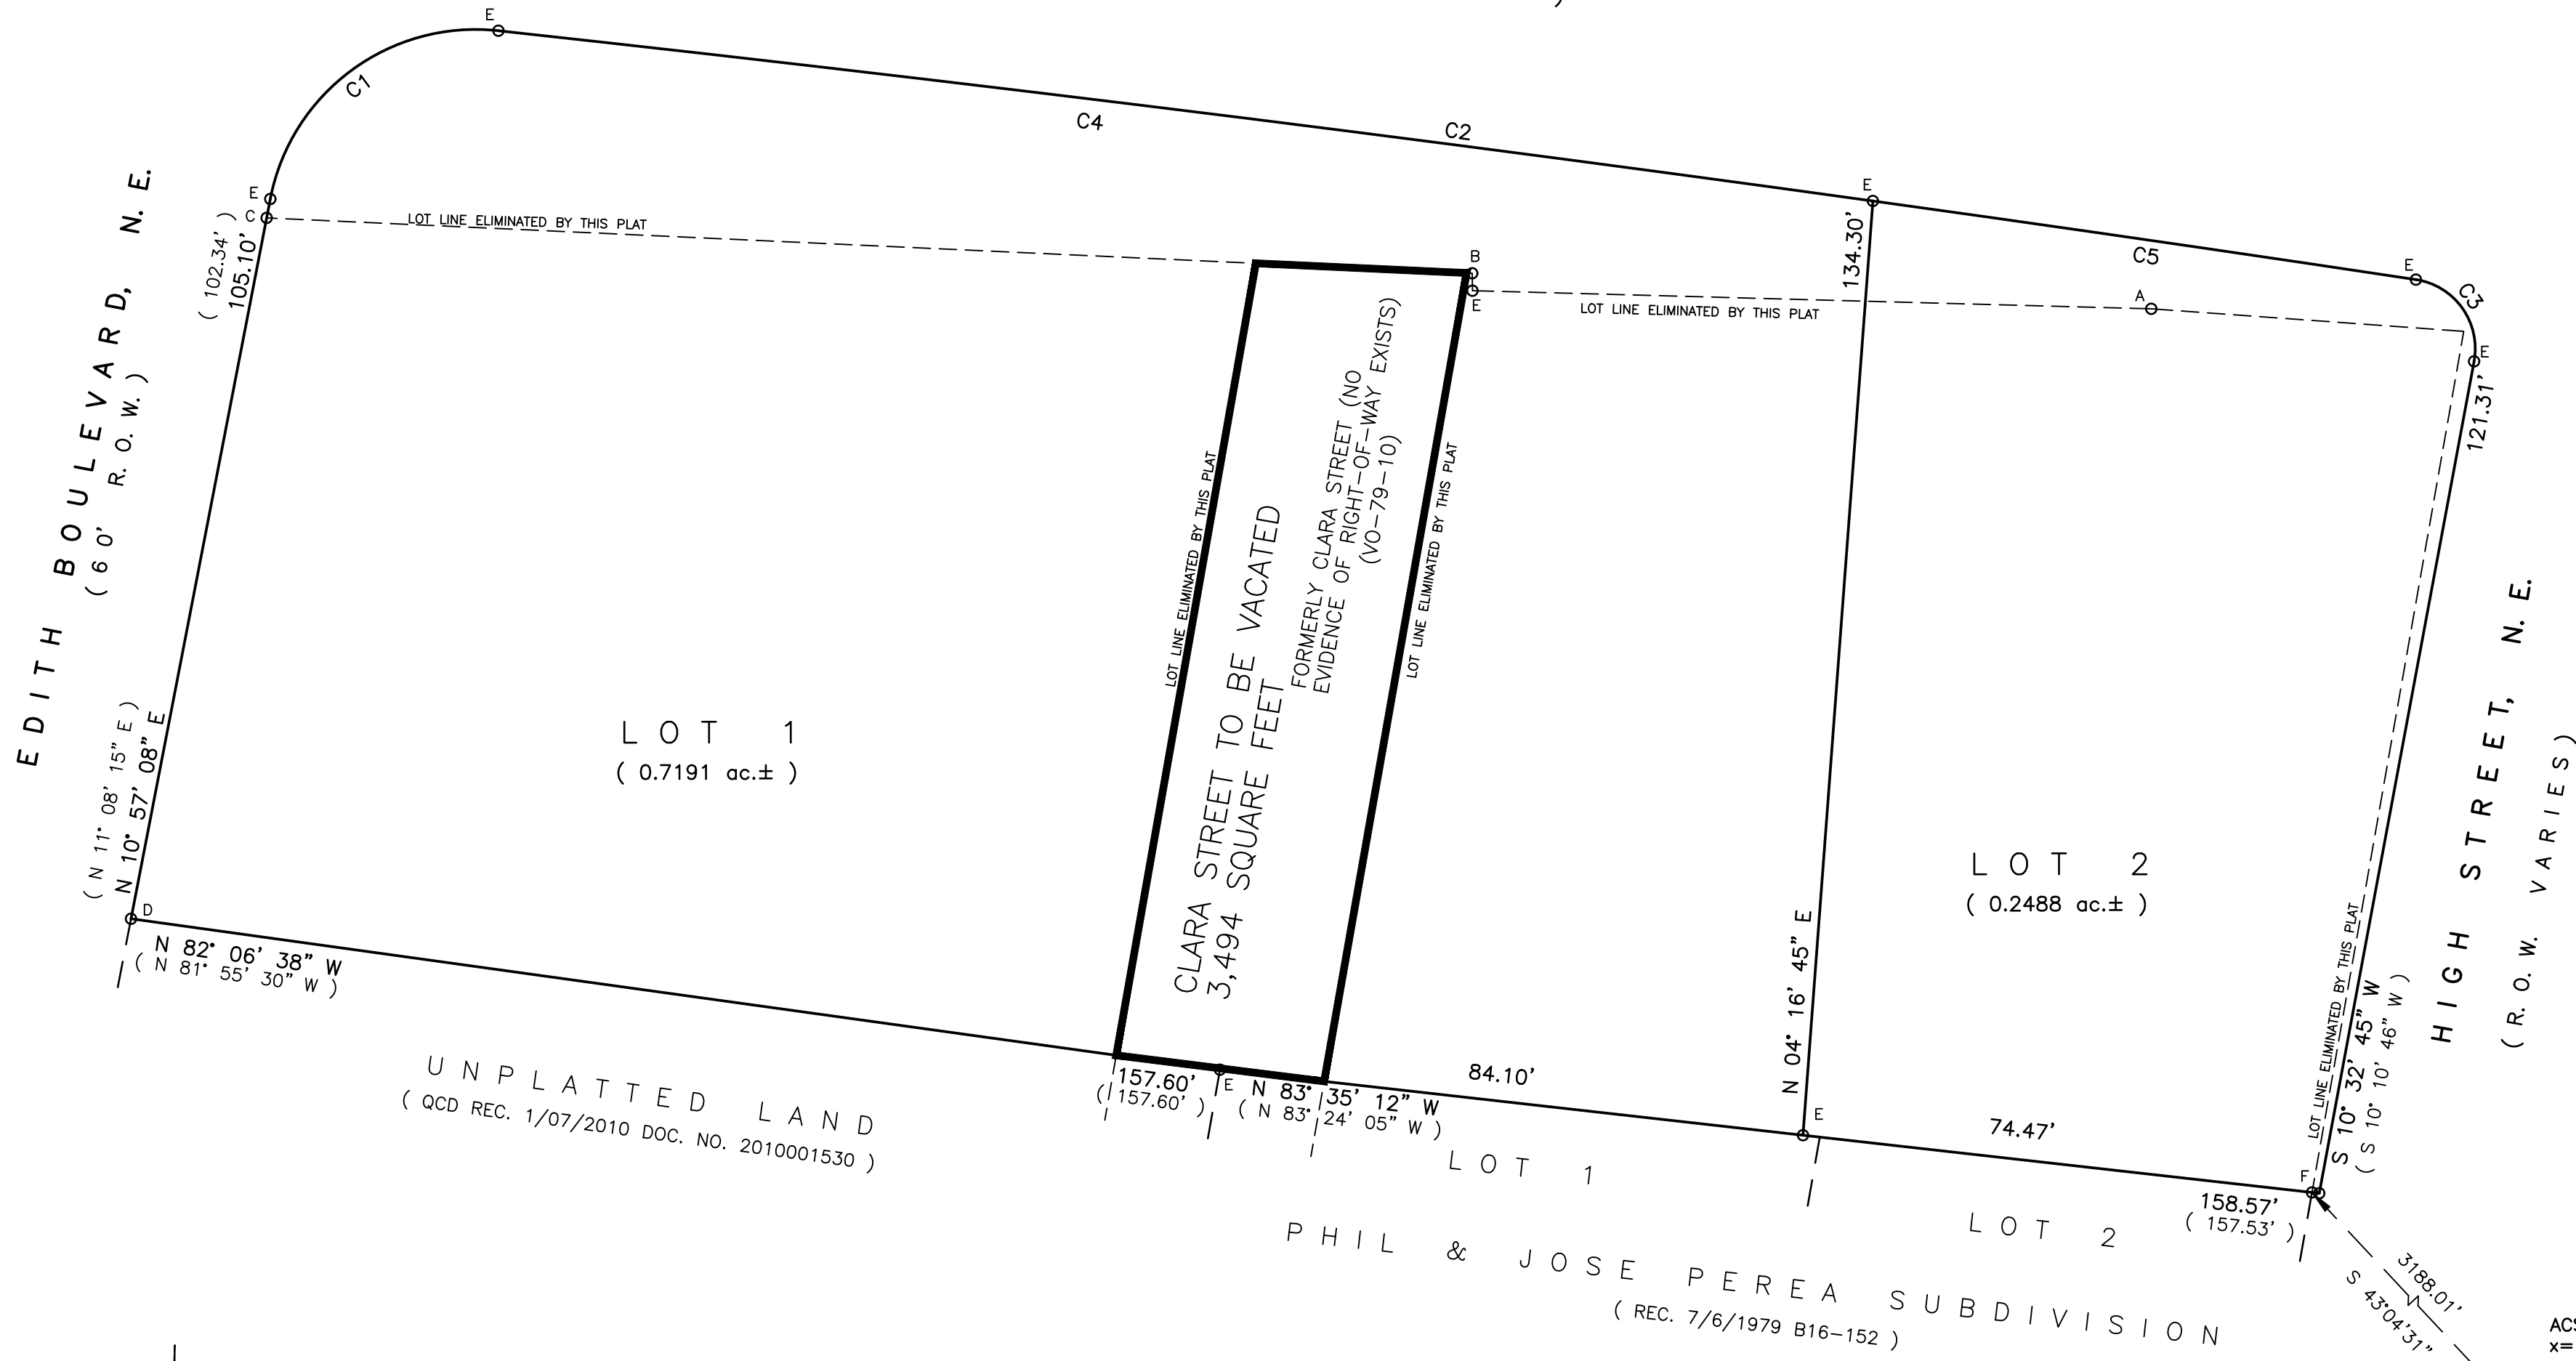 )
E
C1
C4
C2
E
E
C
B
E
E
C5
E
A
C3
E
LOT LINE ELIMINATED BY THIS PLAT
LOT LINE ELIMINATED BY THIS PLAT
( 102.34' )
105.10'
134.30'
121.31'
EDITH BOULEVARD, N. E.
( 60' R. O. W. )
( N 11° 08' 15" E )
N 10° 57' 08" E
LOT LINE ELIMINATED BY THIS PLAT
CLARA STREET TO BE VACATED
3,494 SQUARE FEET
FORMERLY CLARA STREET (NO
EVIDENCE OF RIGHT-OF-WAY EXISTS)
(VO-79-10)
LOT LINE ELIMINATED BY THIS PLAT
LOT 1
( 0.7191 ac.± )
N 04° 16' 45" E
LOT 2
( 0.2488 ac.± )
LOT LINE ELIMINATED BY THIS PLAT
S 10° 32' 45" W
( S 10° 10' 46" W )
HIGH STREET, N. E.
( R. O. W. VARIES )
D
N 82° 06' 38" W
( N 81° 55' 30" W )
157.60'
( 157.60' )
E
N 83° 35' 12" W
( N 83° 24' 05" W )
84.10'
E
74.47'
F
158.57'
( 157.53' )
UNPLATTED LAND
( QCD REC. 1/07/2010 DOC. NO. 2010001530 )
LOT 1
LOT 2
PHIL & JOSE PEREA SUBDIVISION
( REC. 7/6/1979 B16-152 )
3188.01'
S 43°04'31"
ACS
x=